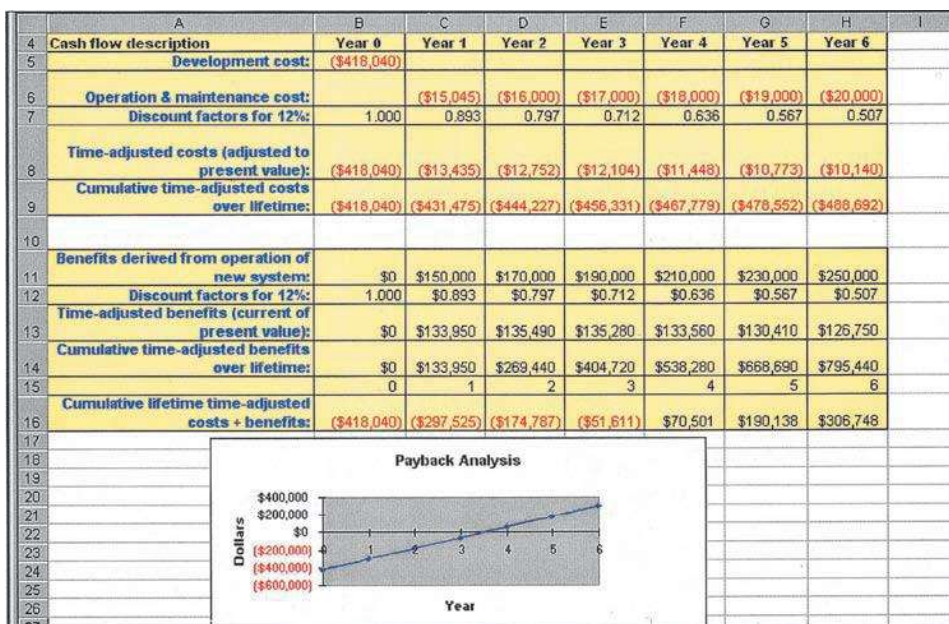 A B C D E F G H I
4 Cash flow description Year 0 Year 1 Year 2 Year 3 Year 4 Year 5 Year 6
5 Development cost: ($418,040)
6 Operation & maintenance cost: ($15,045) ($16,000) ($17,000) ($18,000) ($19,000) ($20,000)
7 Discount factors for 12%: 1.000 0.893 0.797 0.712 0.636 0.567 0.507
Time-adjusted costs (adjusted to
8 present value): ($418,040) ($13,435) ($12,752) ($12,104) ($11,448) ($10,773) ($10,140)
Cumulative time-adjusted costs
9 over lifetime: ($418,040) ($431,475) ($444,227) ($456,331) ($467,779) ($478,552) ($488,692)
10
Benefits derived from operation of
11 new system: $0 $150,000 $170,000 $190,000 $210,000 $230,000 $250,000
12 Discount factors for 12%: 1.000 $0.893 $0.797 $0.712 $0.636 $0.567 $0.507
Time-adjusted benefits (current of
13 present value): $0 $133,950 $135,490 $135,280 $133,560 $130,410 $126,750
Cumulative time-adjusted benefits
14 over lifetime: $0 $133,950 $269,440 $404,720 $538,280 $668,690 $795,440
15 0 1 2 3 4 5 6
Cumulative lifetime time-adjusted
16 costs + benefits: ($418,040) ($297,525) ($174,787) ($51,611) $70,501 $190,138 $306,748
17
18 Payback Analysis
19
20 $400,000
21 $200,000
22 $0
Dollars
23 ($200,000) 0 1 2 3 4 5 6
24 ($400,000)
25 ($600,000)
26 Year